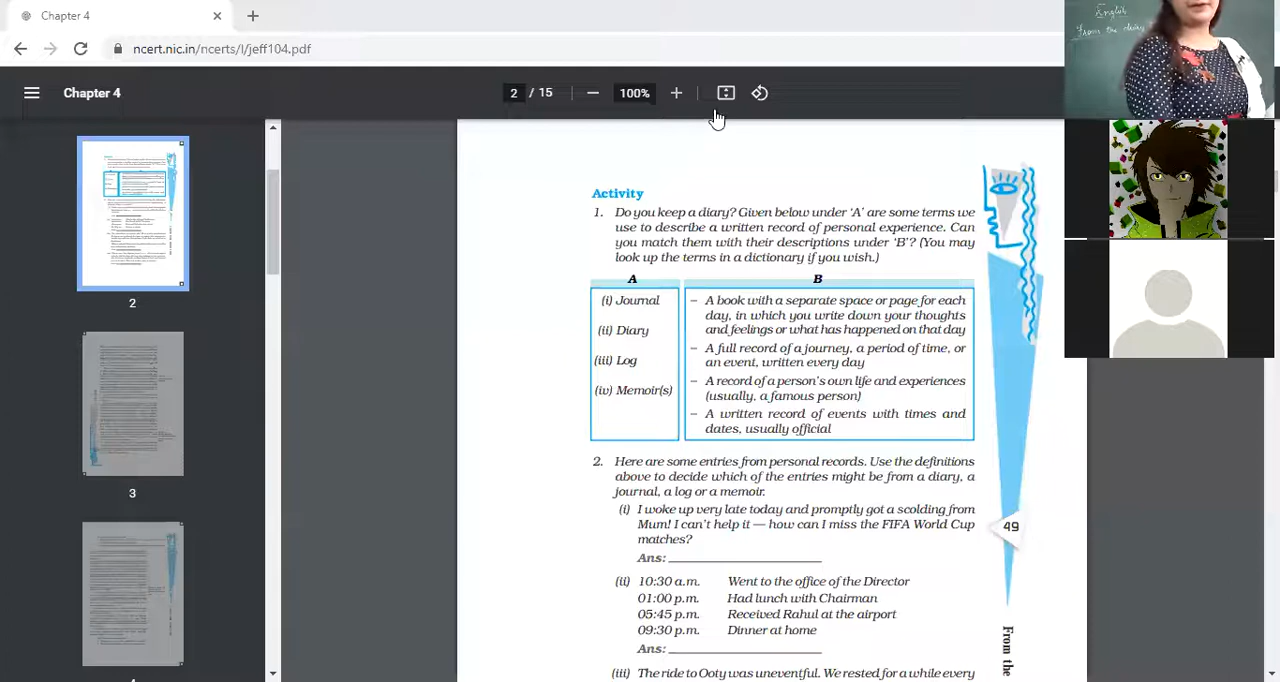 Chapter 4
ncert.nic.in/ncerts/l/jeff104.pdf
English
From the diary
Chapter 4
2 / 15
100%
2
3
Activity
1. Do you keep a diary? Given below under 'A' are some terms we
use to describe a written record of personal experience. Can
you match them with their descriptions under 'B'? (You may
look up the terms in a dictionary if you wish.)
A
B
(i) Journal
(ii) Diary
(iii) Log
(iv) Memoir(s)
– A book with a separate space or page for each
day, in which you write down your thoughts
and feelings or what has happened on that day
– A full record of a journey, a period of time, or
an event, written every day
– A record of a person's own life and experiences
(usually, a famous person)
– A written record of events with times and
dates, usually official
2. Here are some entries from personal records. Use the definitions
above to decide which of the entries might be from a diary, a
journal, a log or a memoir.
(i) I woke up very late today and promptly got a scolding from
Mum! I can't help it — how can I miss the FIFA World Cup
matches?
Ans: ____________________
(ii) 10:30 a.m. Went to the office of the Director
01:00 p.m. Had lunch with Chairman
05:45 p.m. Received Rahul at the airport
09:30 p.m. Dinner at home
Ans: ____________________
(iii) The ride to Ooty was uneventful. We rested for a while every
49
From the